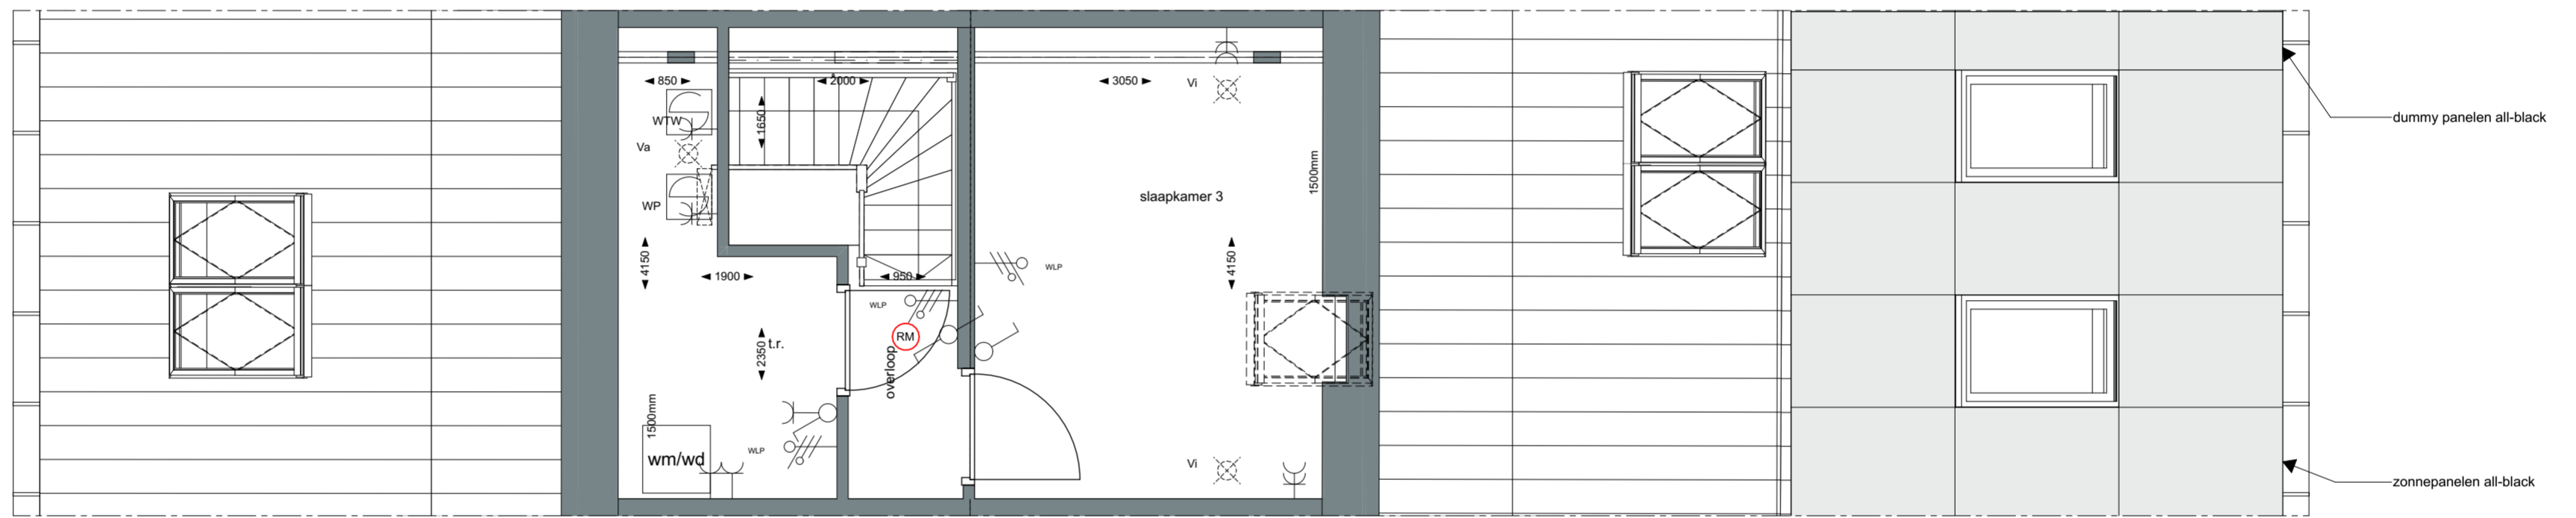 850
2000
3050
Vi
WTW
1650
dummy panelen all-black
Va
1500mm
slaapkamer 3
WP
4150
4150
1900
950
WLP
WLP
RM
2350
t.r.
overloop
1500mm
WLP
wm/wd
Vi
zonnepanelen all-black